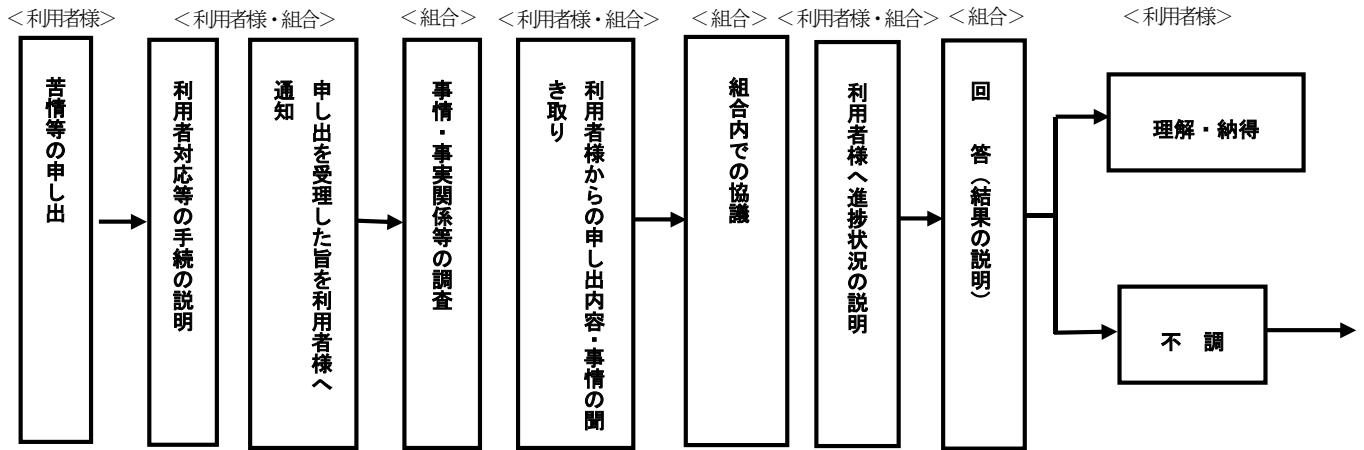 ＜利用者様＞
＜利用者様・組合＞
＜組合＞
＜利用者様・組合＞
＜組合＞
＜利用者様・組合＞
＜組合＞
＜利用者様＞
苦情等の申し出
利用者対応等の手続の説明
申し出を受理した旨を利用者様へ
通知
事情・事実関係等の調査
利用者様からの申し出内容・事情の聞
き取り
組合内での協議
利用者様へ進捗状況の説明
回　答（結果の説明）
理解・納得
不　調